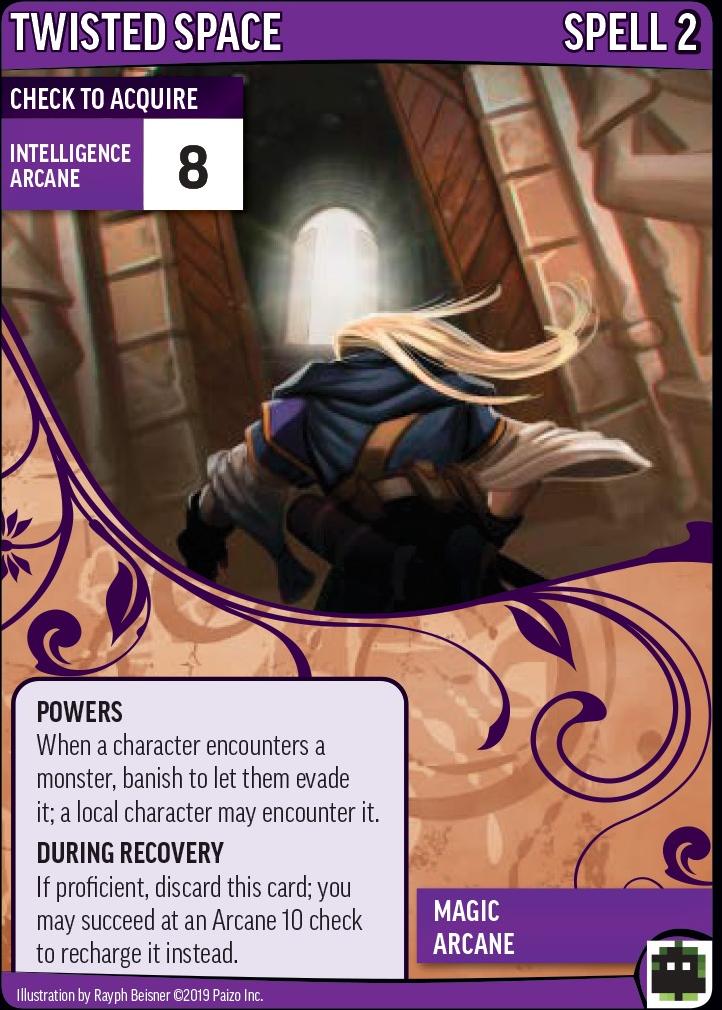 TWISTED SPACE
SPELL 2
CHECK TO ACQUIRE
INTELLIGENCE
ARCANE
8
POWERS
When a character encounters a
monster, banish to let them evade
it; a local character may encounter it.
DURING RECOVERY
If proficient, discard this card; you
may succeed at an Arcane 10 check
to recharge it instead.
MAGIC
ARCANE
Illustration by Rayph Beisner ©2019 Paizo Inc.